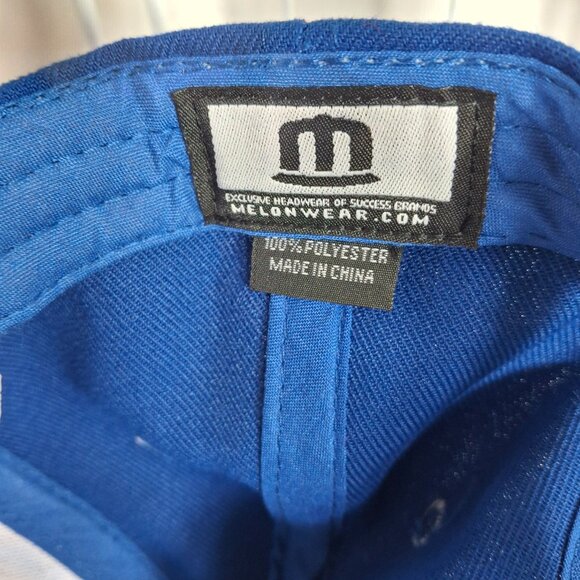 m
EXCLUSIVE HEADWEAR OF SUCCESS BRANDS
MELONWEAR.COM
100% POLYESTER
MADE IN CHINA